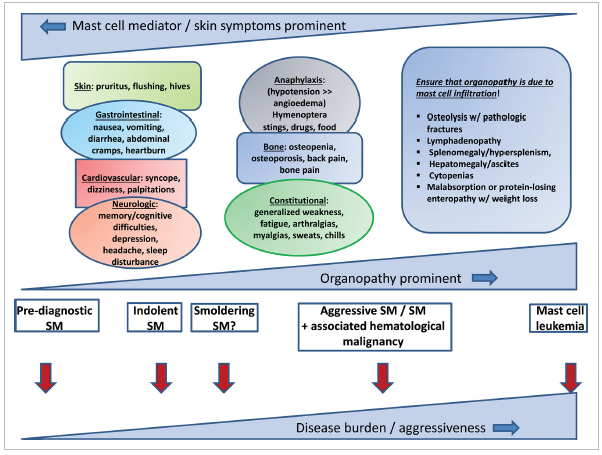 Mast cell mediator / skin symptoms prominent
Skin: pruritus, flushing, hives
Gastrointestinal:
nausea, vomiting,
diarrhea, abdominal
cramps, heartburn
Cardiovascular: syncope,
dizziness, palpitations
Neurologic:
memory/cognitive
difficulties,
depression,
headache, sleep
disturbance
Anaphylaxis:
(hypotension >>
angioedema)
Hymenoptera
stings, drugs, food
Bone: osteopenia,
osteoporosis, back pain,
bone pain
Constitutional:
generalized weakness,
fatigue, arthralgias,
myalgias, sweats, chills
Ensure that organopathy is due to
mast cell infiltration!
▪ Osteolysis w/ pathologic
fractures
▪ Lymphadenopathy
▪ Splenomegaly/hypersplenism,
▪ Hepatomegaly/ascites
▪ Cytopenias
▪ Malabsorption or protein-losing
enteropathy w/ weight loss
Organopathy prominent
Pre-diagnostic
SM
Indolent
SM
Smoldering
SM?
Aggressive SM / SM
+ associated hematological
malignancy
Mast cell
leukemia
Disease burden / aggressiveness